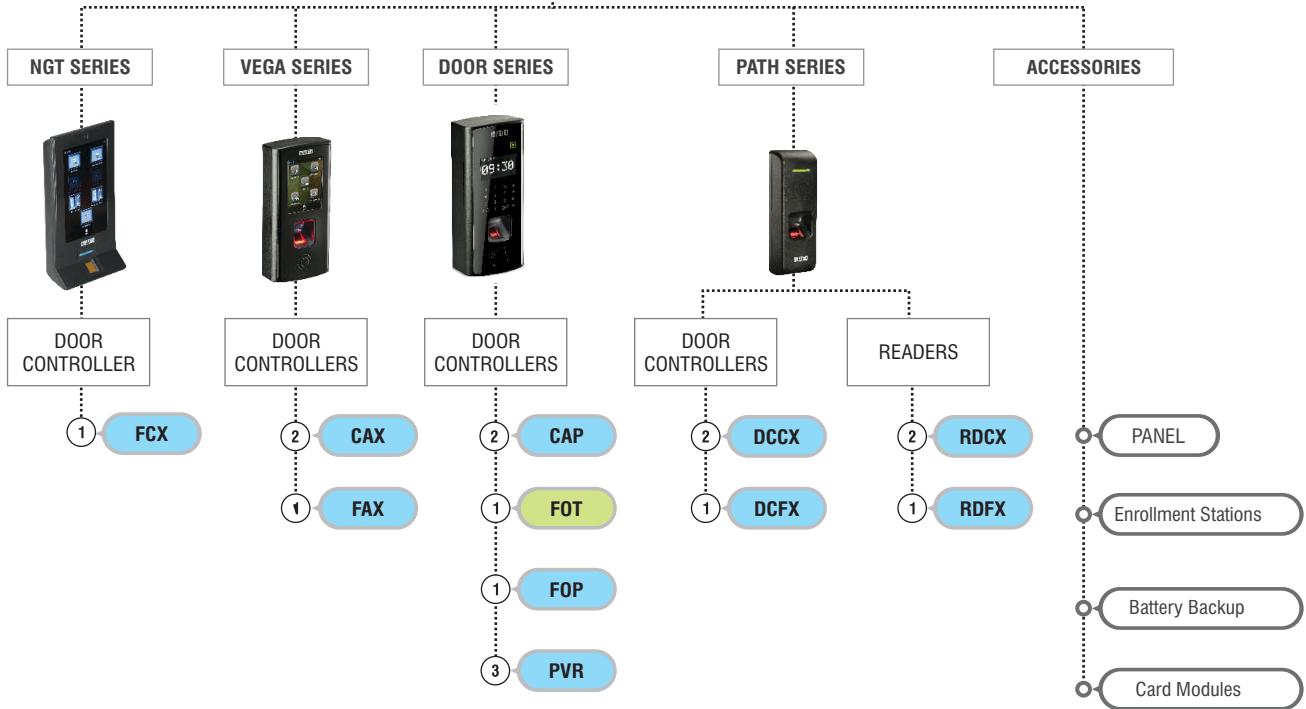 NGT SERIES
VEGA SERIES
DOOR SERIES
PATH SERIES
ACCESSORIES
09:30
DOOR
CONTROLLER
DOOR
CONTROLLERS
DOOR
CONTROLLERS
DOOR
CONTROLLERS
READERS
1 FCX
2 CAX
2 CAP
2 DCCX
2 RDCX
PANEL
FAX
1 FOT
1 DCFX
1 RDFX
Enrollment Stations
1 FOP
Battery Backup
3 PVR
Card Modules